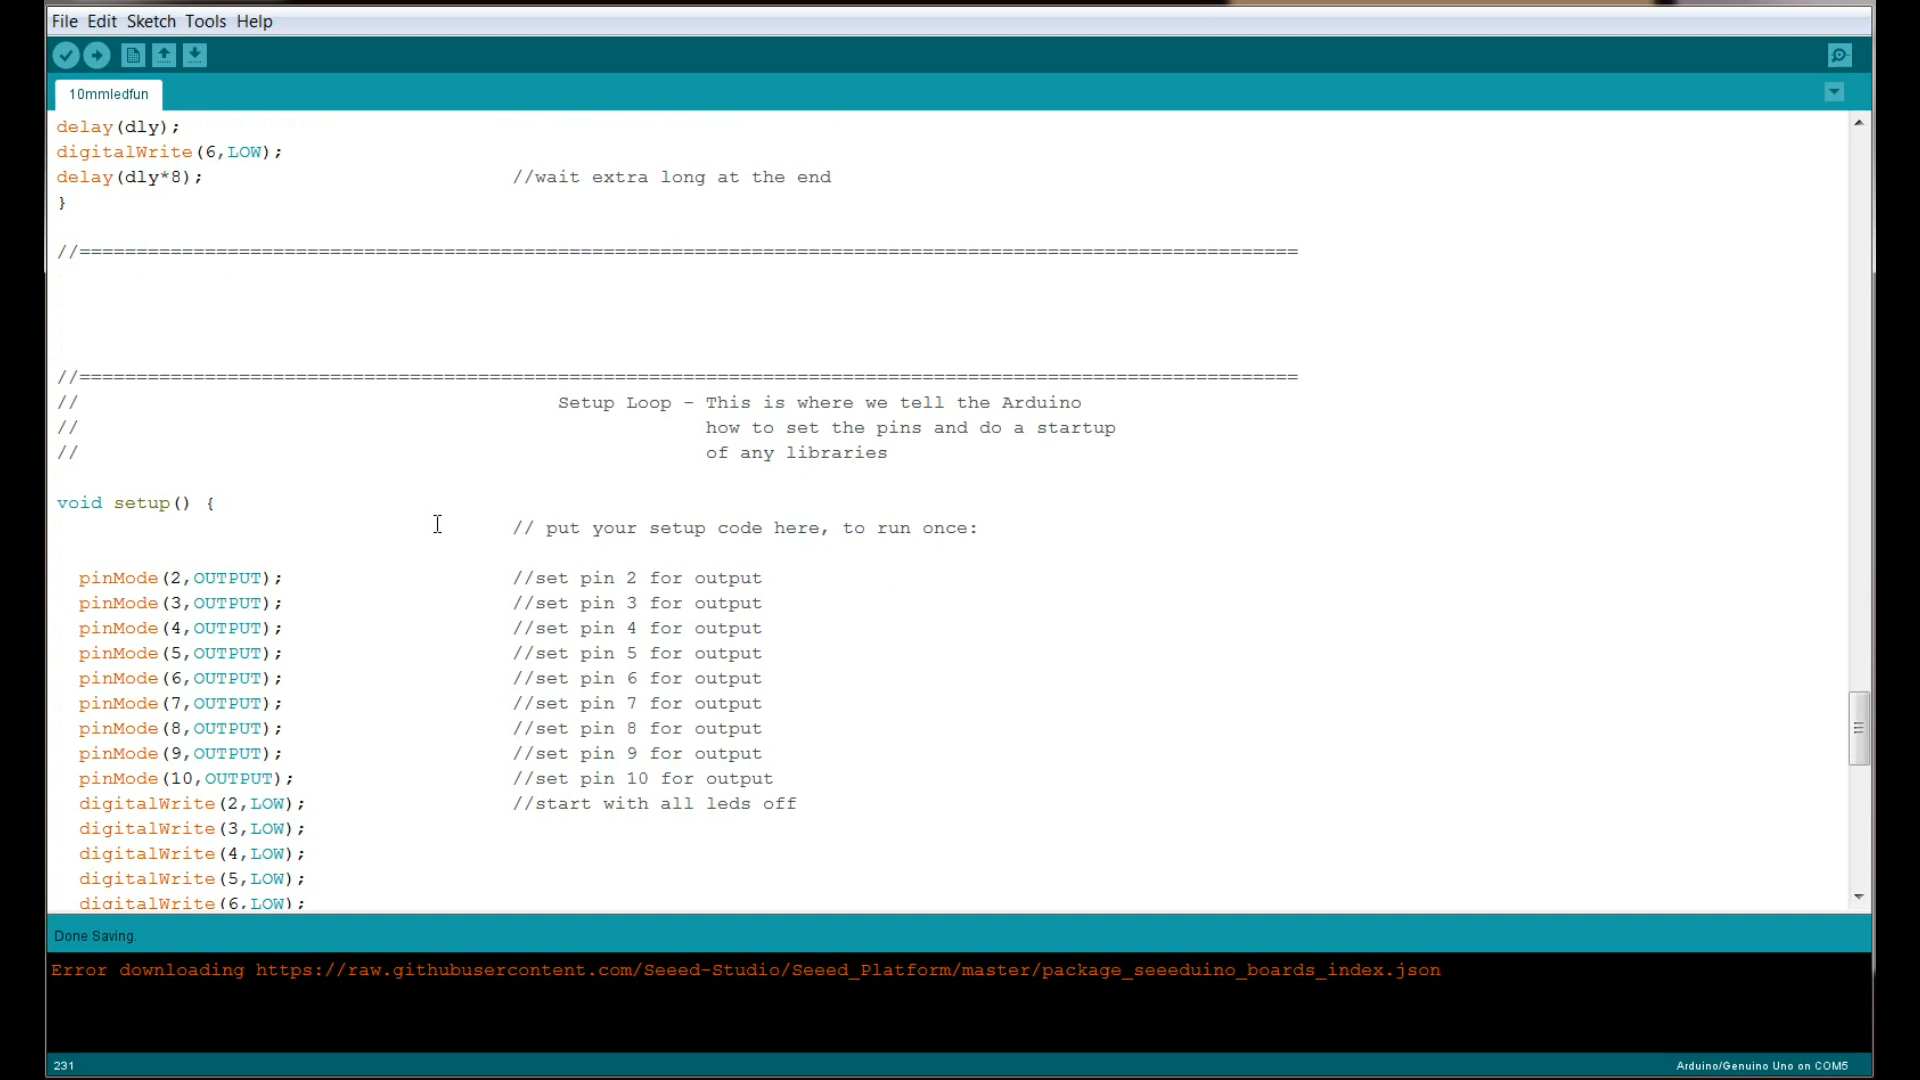 File Edit Sketch Tools Help
10mmledfun
delay(dly);
digitalWrite(6,LOW);
delay(dly*8); //wait extra long at the end
}
//===========================================================================================================
//===========================================================================================================
// Setup Loop - This is where we tell the Arduino
// how to set the pins and do a startup
// of any libraries
void setup() {
// put your setup code here, to run once:
pinMode(2,OUTPUT); //set pin 2 for output
pinMode(3,OUTPUT); //set pin 3 for output
pinMode(4,OUTPUT); //set pin 4 for output
pinMode(5,OUTPUT); //set pin 5 for output
pinMode(6,OUTPUT); //set pin 6 for output
pinMode(7,OUTPUT); //set pin 7 for output
pinMode(8,OUTPUT); //set pin 8 for output
pinMode(9,OUTPUT); //set pin 9 for output
pinMode(10,OUTPUT); //set pin 10 for output
digitalWrite(2,LOW); //start with all leds off
digitalWrite(3,LOW);
digitalWrite(4,LOW);
digitalWrite(5,LOW);
digitalWrite(6,LOW);
Done Saving.
Error downloading https://raw.githubusercontent.com/Seeed-Studio/Seeed_Platform/master/package_seeeduino_boards_index.json
231 Arduino/Genuino Uno on COM5